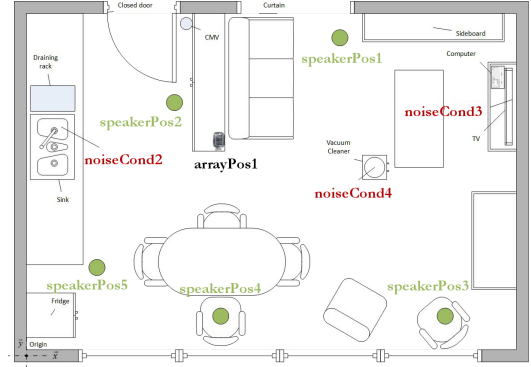 Closed door
Curtain
CMV
Sideboard
speakerPos1
Computer
Draining
rack
speakerPos2
noiseCond3
TV
noiseCond2
arrayPos1
Vacuum
Cleaner
noiseCond4
Sink
speakerPos5
speakerPos4
speakerPos3
Fridge
Origin
ȳ
x̄